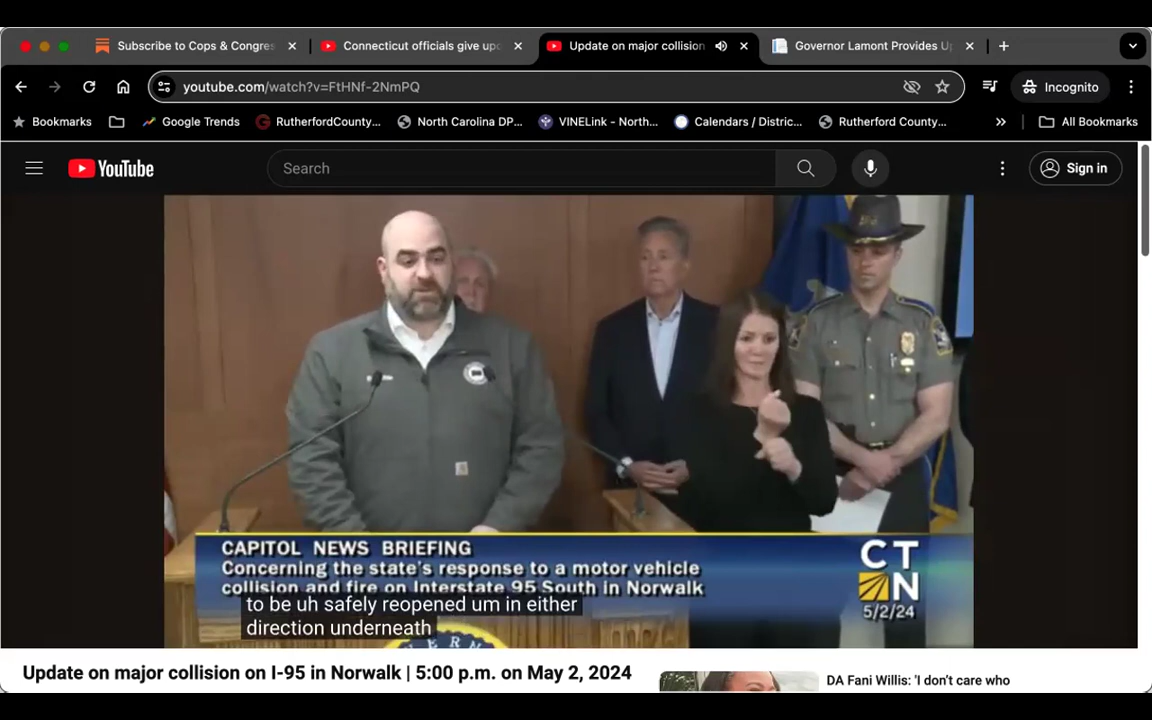 Subscribe to Cops & Congres
Connecticut officials give upd
Update on major collision
Governor Lamont Provides Up
youtube.com/watch?v=FtHNf-2NmPQ
Incognito
Bookmarks
Google Trends
RutherfordCounty,...
North Carolina DP...
VINELink - North...
Calendars / Distric...
Rutherford County,...
All Bookmarks
YouTube
Search
Sign in
CAPITOL NEWS BRIEFING
Concerning the state's response to a motor vehicle
collision and fire on Interstate 95 South in Norwalk
CT
N
5/2/24
to be uh safely reopened um in either
direction underneath
ERN
Update on major collision on I-95 in Norwalk | 5:00 p.m. on May 2, 2024
DA Fani Willis: 'I don't care who